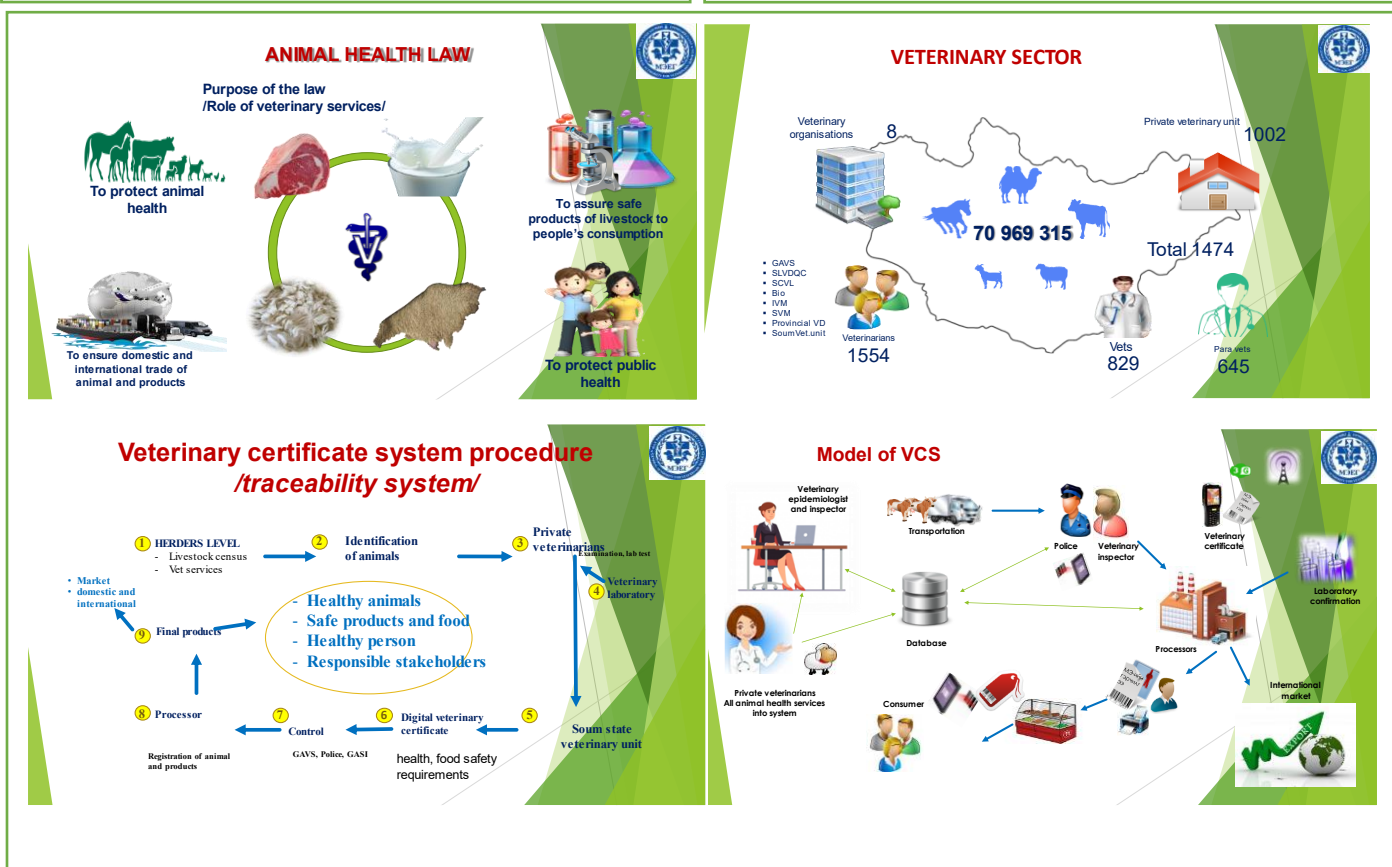 ANIMAL HEALTH LAW
Purpose of the law
/Role of veterinary services/
To protect animal
health
To assure safe
products of livestock to
people's consumption
To ensure domestic and
international trade of
animal and products
To protect public
health
МЭЕГ
VETERINARY SECTOR
Veterinary
organisations
8
Private veterinary unit
1002
70 969 315
Total 1474
• GAVS
• SLVDQC
• SCVL
• Bio
• IVM
• SVM
• Provincial VD
• SoumVet.unit
Veterinarians
1554
Vets
829
Para vets
645
МЭЕГ
Veterinary certificate system procedure
/traceability system/
1 HERDERS LEVEL
- Livestock census
- Vet services
2 Identification
of animals
3 Private
veterinarians
Examination, lab test
4 Veterinary
laboratory
• Market
• domestic and
international
- Healthy animals
- Safe products and food
- Healthy person
- Responsible stakeholders
9 Final products
8 Processor
Registration of animal
and products
7
Control
GAVS, Police, GASI
6 Digital veterinary
certificate
health, food safety
requirements
5
Soum state
veterinary unit
МЭЕГ
Model of VCS
Veterinary
epidemiologist
and inspector
Transportation
Police
Veterinary
inspector
3G
Veterinary
certificate
Laboratory
confirmation
Database
Processors
Private veterinarians
All animal health services
into system
Consumer
International
market
EXPORT
МЭЕГ